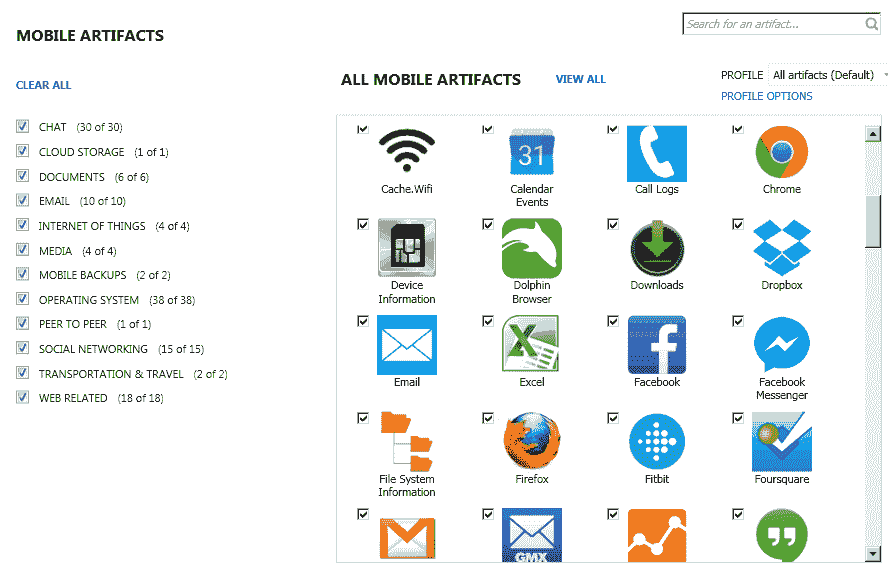 Search for an artifact...
MOBILE ARTIFACTS
CLEAR ALL
ALL MOBILE ARTIFACTS VIEW ALL
PROFILE All artifacts (Default)
PROFILE OPTIONS
CHAT (30 of 30)
CLOUD STORAGE (1 of 1)
DOCUMENTS (6 of 6)
EMAIL (10 of 10)
INTERNET OF THINGS (4 of 4)
MEDIA (4 of 4)
MOBILE BACKUPS (2 of 2)
OPERATING SYSTEM (38 of 38)
PEER TO PEER (1 of 1)
SOCIAL NETWORKING (15 of 15)
TRANSPORTATION & TRAVEL (2 of 2)
WEB RELATED (18 of 18)
Cache.Wifi
31
Calendar
Events
Call Logs
Chrome
Device
Information
Dolphin
Browser
Downloads
Dropbox
Email
Excel
Facebook
Facebook
Messenger
File System
Information
Firefox
Fitbit
Foursquare
GMX